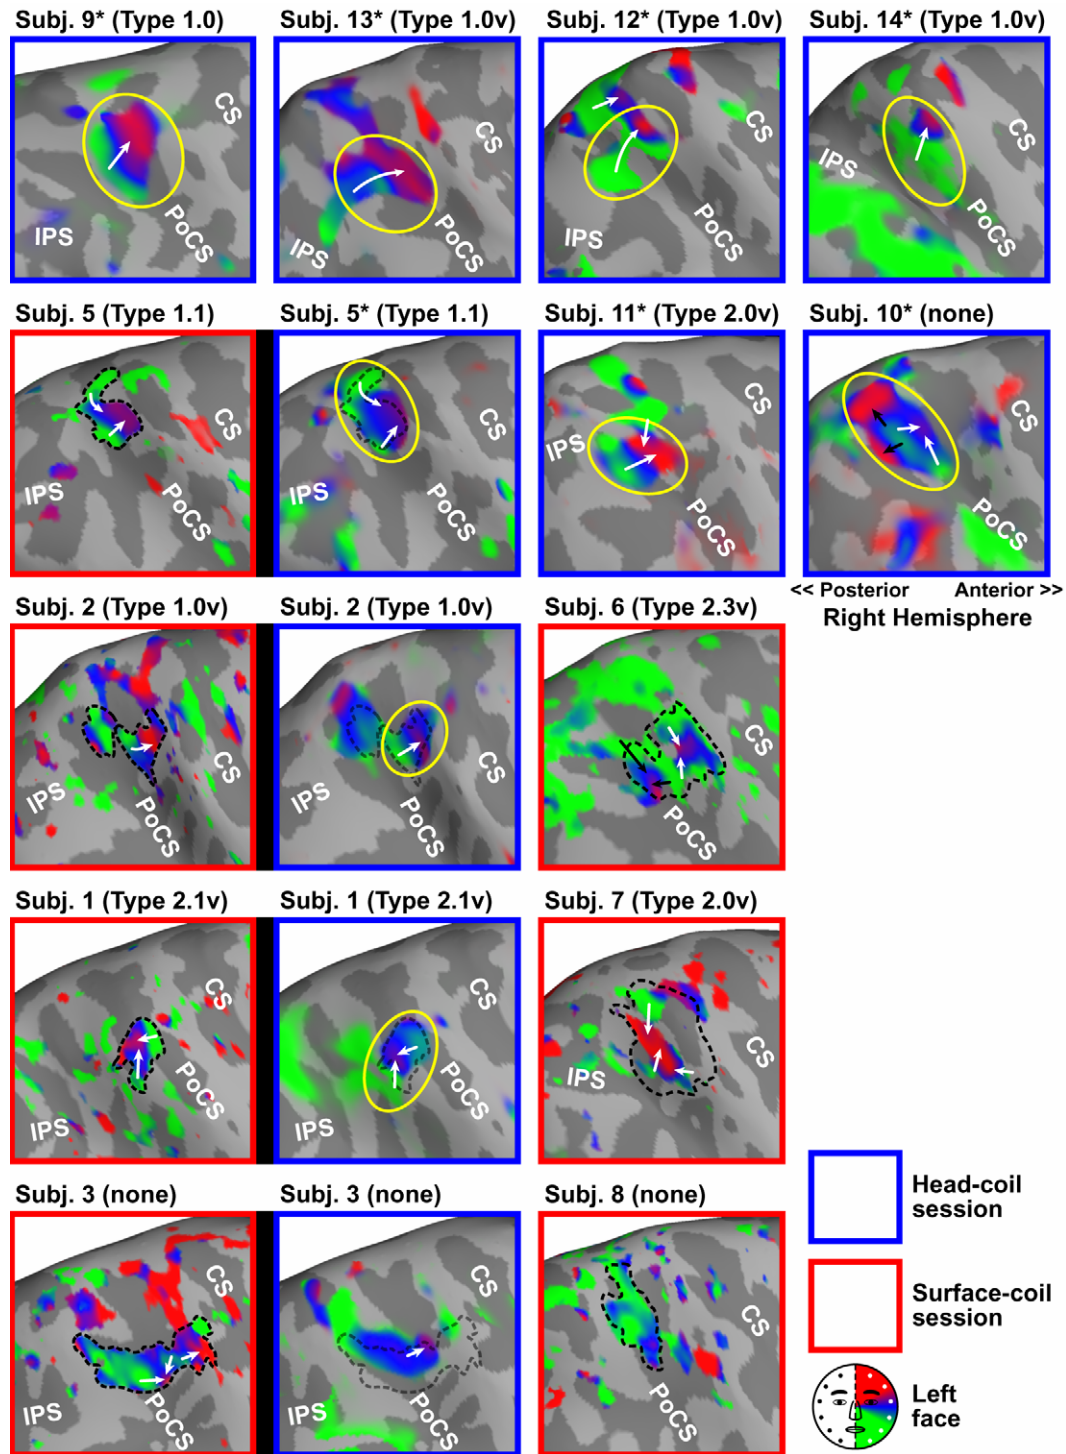 Subj. 9* (Type 1.0)
Subj. 13* (Type 1.0v)
Subj. 12* (Type 1.0v)
Subj. 14* (Type 1.0v)
CS
IPS
PoCS
CS
IPS
PoCS
CS
IPS
PoCS
CS
IPS
PoCS
Subj. 5 (Type 1.1)
Subj. 5* (Type 1.1)
Subj. 11* (Type 2.0v)
Subj. 10* (none)
CS
IPS
PoCS
CS
IPS
PoCS
CS
IPS
PoCS
CS
PoCS
<< Posterior Anterior >>
Right Hemisphere
Subj. 2 (Type 1.0v)
Subj. 2 (Type 1.0v)
Subj. 6 (Type 2.3v)
CS
IPS
PoCS
CS
IPS
PoCS
CS
IPS
PoCS
Subj. 1 (Type 2.1v)
Subj. 1 (Type 2.1v)
Subj. 7 (Type 2.0v)
CS
IPS
PoCS
CS
IPS
PoCS
CS
IPS
PoCS
Subj. 3 (none)
Subj. 3 (none)
Subj. 8 (none)
CS
IPS
PoCS
CS
IPS
PoCS
CS
IPS
PoCS
Head-coil
session
Surface-coil
session
Left
face